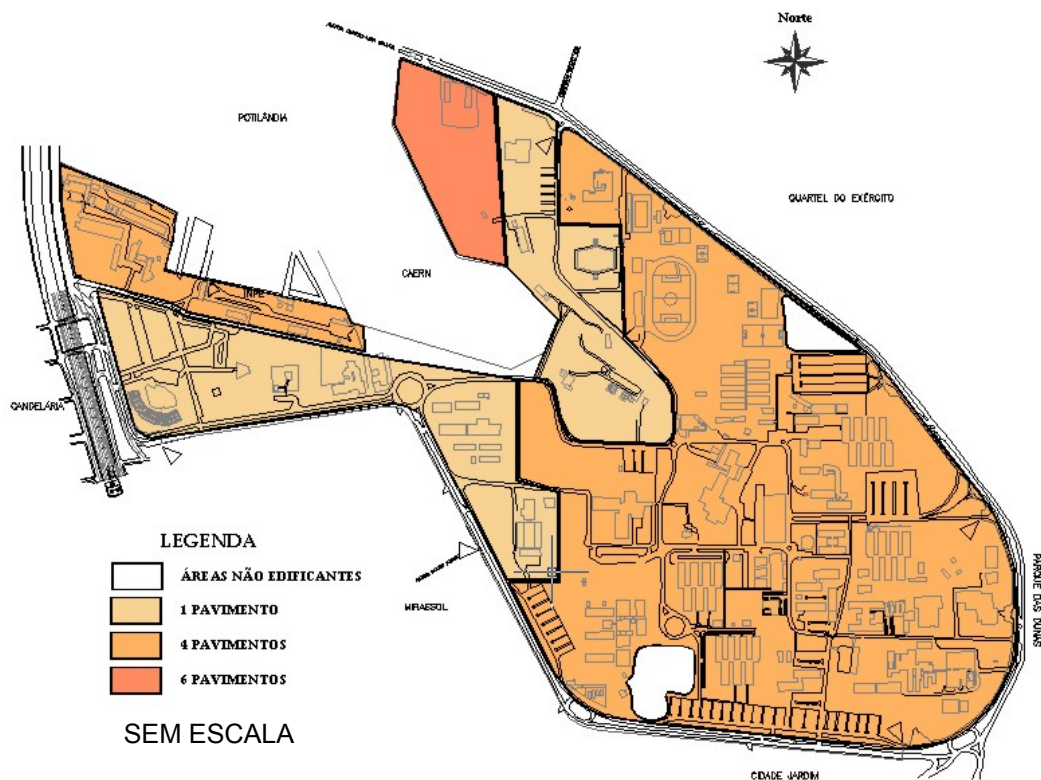 Norte
POTILÂNDIA
QUARTEL DO EXÉRCITO
CAERN
INPE
CANDELÁRIA
LEGENDA
ÁREAS NÃO EDIFICANTES
1 PAVIMENTO
4 PAVIMENTOS
6 PAVIMENTOS
SEM ESCALA
MIRASSOL
PARQUE DAS DUNAS
CIDADE JARDIM